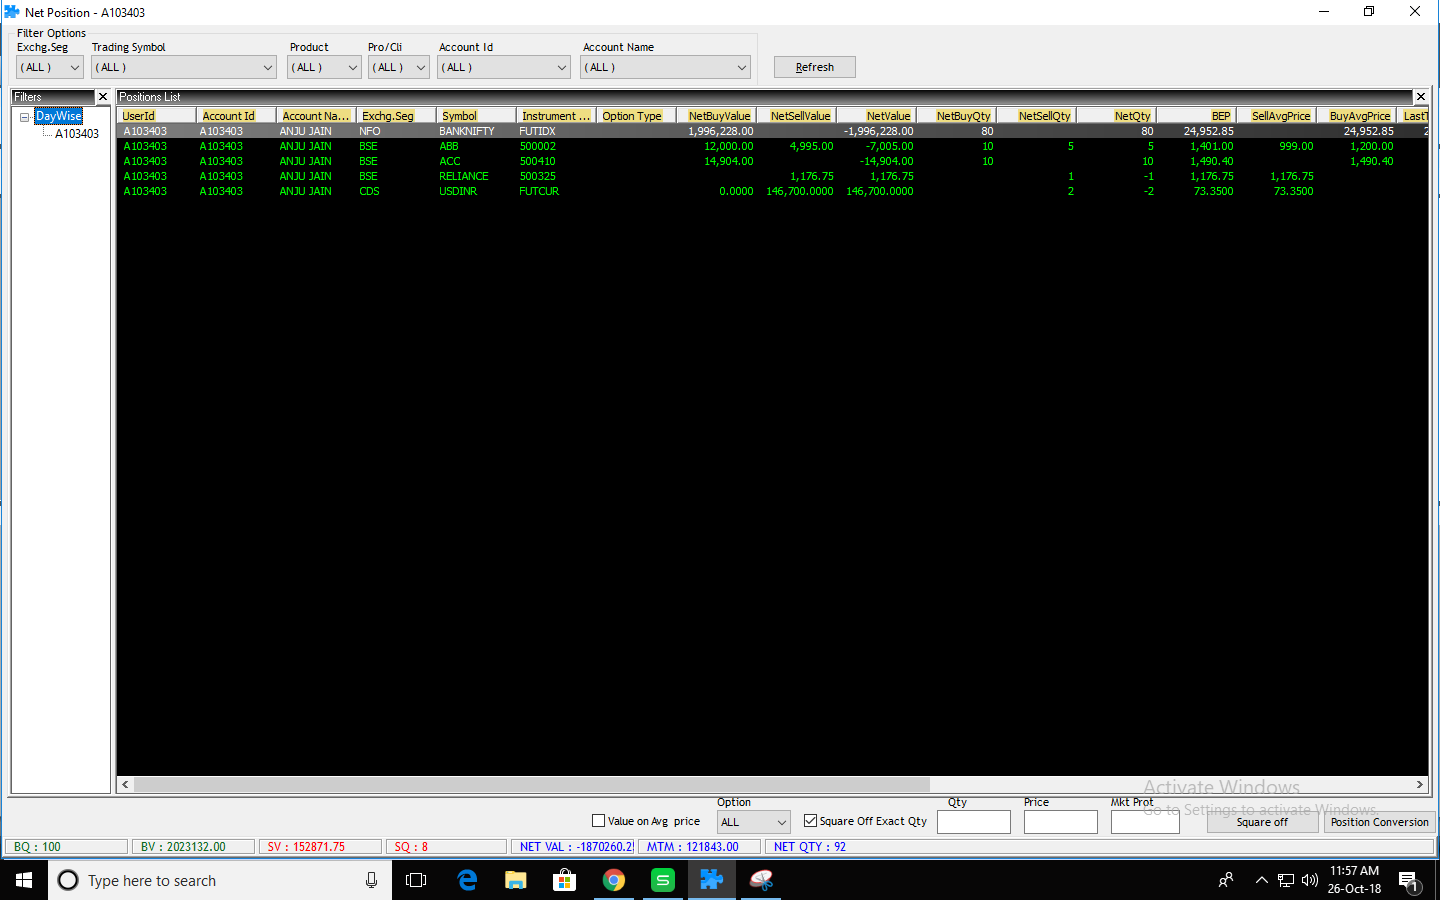 Net Position - A103403
Filter Options
Exchg.Seg Trading Symbol Product Pro/Cli Account Id Account Name
(ALL ) (ALL ) (ALL ) (ALL ) (ALL ) (ALL ) Refresh
Filters Positions List
DayWise
A103403
UserId Account Id Account Na... Exchg.Seg Symbol Instrument ... Option Type NetBuyValue NetSellValue NetValue NetBuyQty NetSellQty NetQty BEP SellAvgPrice BuyAvgPrice LastT
A103403 A103403 ANJU JAIN NFO BANKNIFTY FUTIDX 1,996,228.00 -1,996,228.00 80 80 24,952.85 24,952.85 2
A103403 A103403 ANJU JAIN BSE ABB 500002 12,000.00 4,995.00 -7,005.00 10 5 5 1,401.00 999.00 1,200.00
A103403 A103403 ANJU JAIN BSE ACC 500410 14,904.00 -14,904.00 10 10 1,490.40 1,490.40
A103403 A103403 ANJU JAIN BSE RELIANCE 500325 1,176.75 1,176.75 1 -1 1,176.75 1,176.75
A103403 A103403 ANJU JAIN CDS USDINR FUTCUR 0.0000 146,700.0000 146,700.0000 2 -2 73.3500 73.3500
Activate Windows
Go to Settings to activate Windows.
Option Qty Price Mkt Prot
Value on Avg price ALL Square Off Exact Qty Square off Position Conversion
BQ : 100 BV : 2023132.00 SV : 152871.75 SQ : 8 NET VAL : -1870260.2 MTM : 121843.00 NET QTY : 92
Type here to search
11:57 AM
26-Oct-18
1